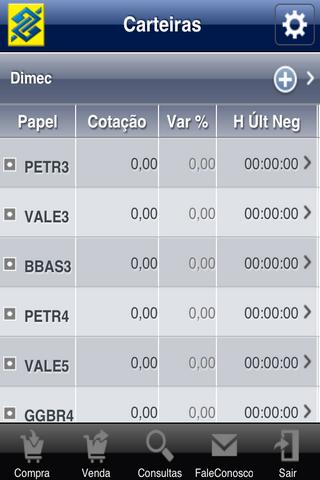 Carteiras
Dimec
Papel Cotação Var % H Últ Neg
PETR3 0,00 0,00 00:00:00
VALE3 0,00 0,00 00:00:00
BBAS3 0,00 0,00 00:00:00
PETR4 0,00 0,00 00:00:00
VALE5 0,00 0,00 00:00:00
GGBR4 0,00 0,00 00:00:00
Compra Venda Consultas FaleConosco Sair